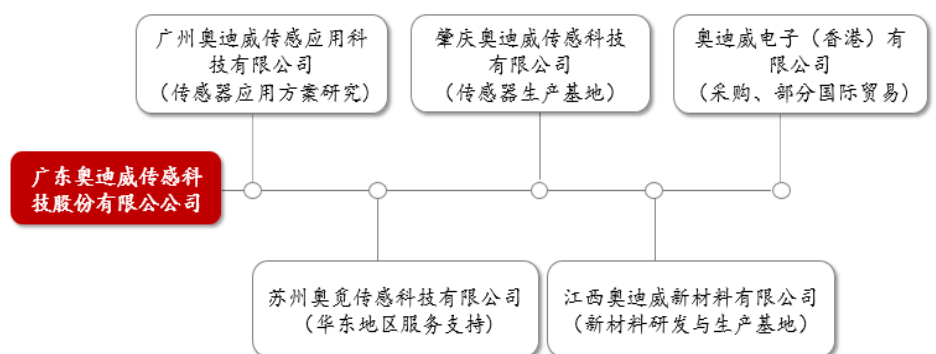 广州奥迪威传感应用科
技有限公司
（传感器应用方案研究）
肇庆奥迪威传感科技
有限公司
（传感器生产基地）
奥迪威电子（香港）有
限公司
（采购、部分国际贸易）
广东奥迪威传感科
技股份有限公公司
苏州奥觅传感科技有限公司
（华东地区服务支持）
江西奥迪威新材料有限公司
（新材料研发与生产基地）